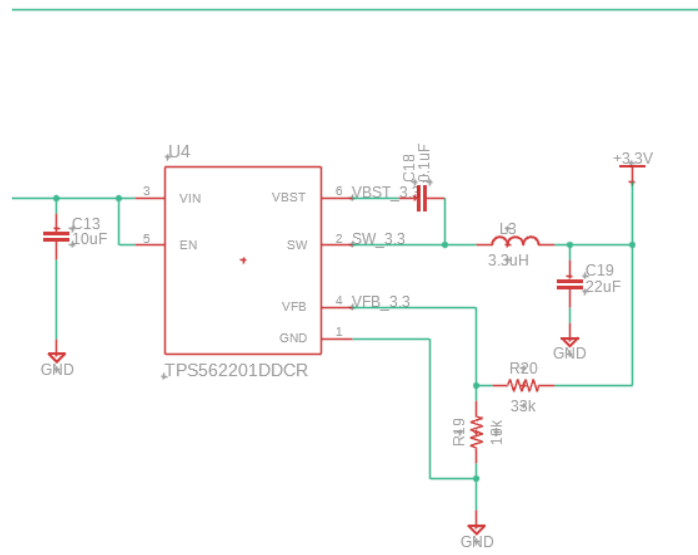 U4
+3.3V
C18
0.1uF
3
VIN
VBST
6
VBST_3.3
C13
10uF
5
EN
SW
2
SW_3.3
L3
3.3uH
C19
22uF
VFB
4
VFB_3.3
GND
1
GND
GND
TPS562201DDCR
R20
33k
R19
10k
GND